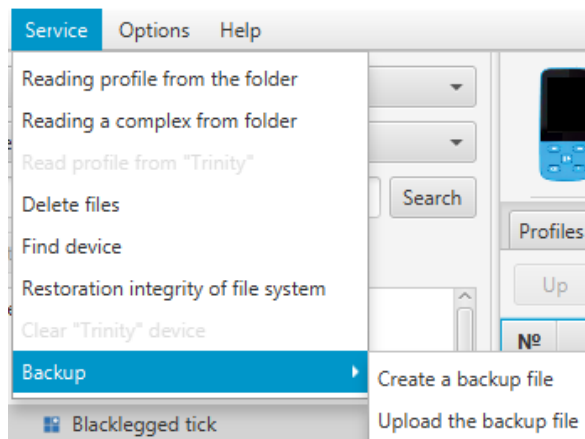 Service Options Help
Reading profile from the folder
Reading a complex from folder
Read profile from "Trinity"
Search
Delete files
Profiles
Find device
Up
Restoration integrity of file system
Clear "Trinity" device
№
Backup
Create a backup file
Upload the backup file
Blacklegged tick